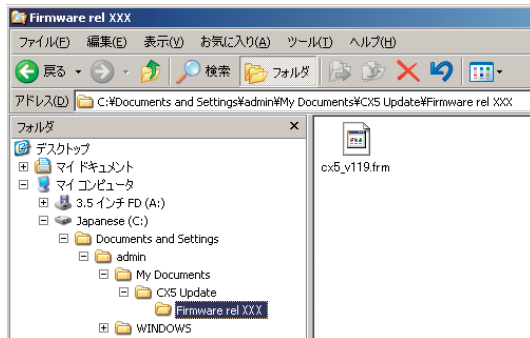 Firmware rel XXX
ファイル(F) 編集(E) 表示(V) お気に入り(A) ツール(T) ヘルプ(H)
戻る 検索 フォルダ
アドレス(D) C:¥Documents and Settings¥admin¥My Documents¥CX5 Update¥Firmware rel XXX
フォルダ ×
デスクトップ
マイ ドキュメント
マイ コンピュータ
3.5 インチ FD (A:)
Japanese (C:)
Documents and Settings
admin
My Documents
CX5 Update
Firmware rel XXX
WINDOWS
cx5_v119.frm